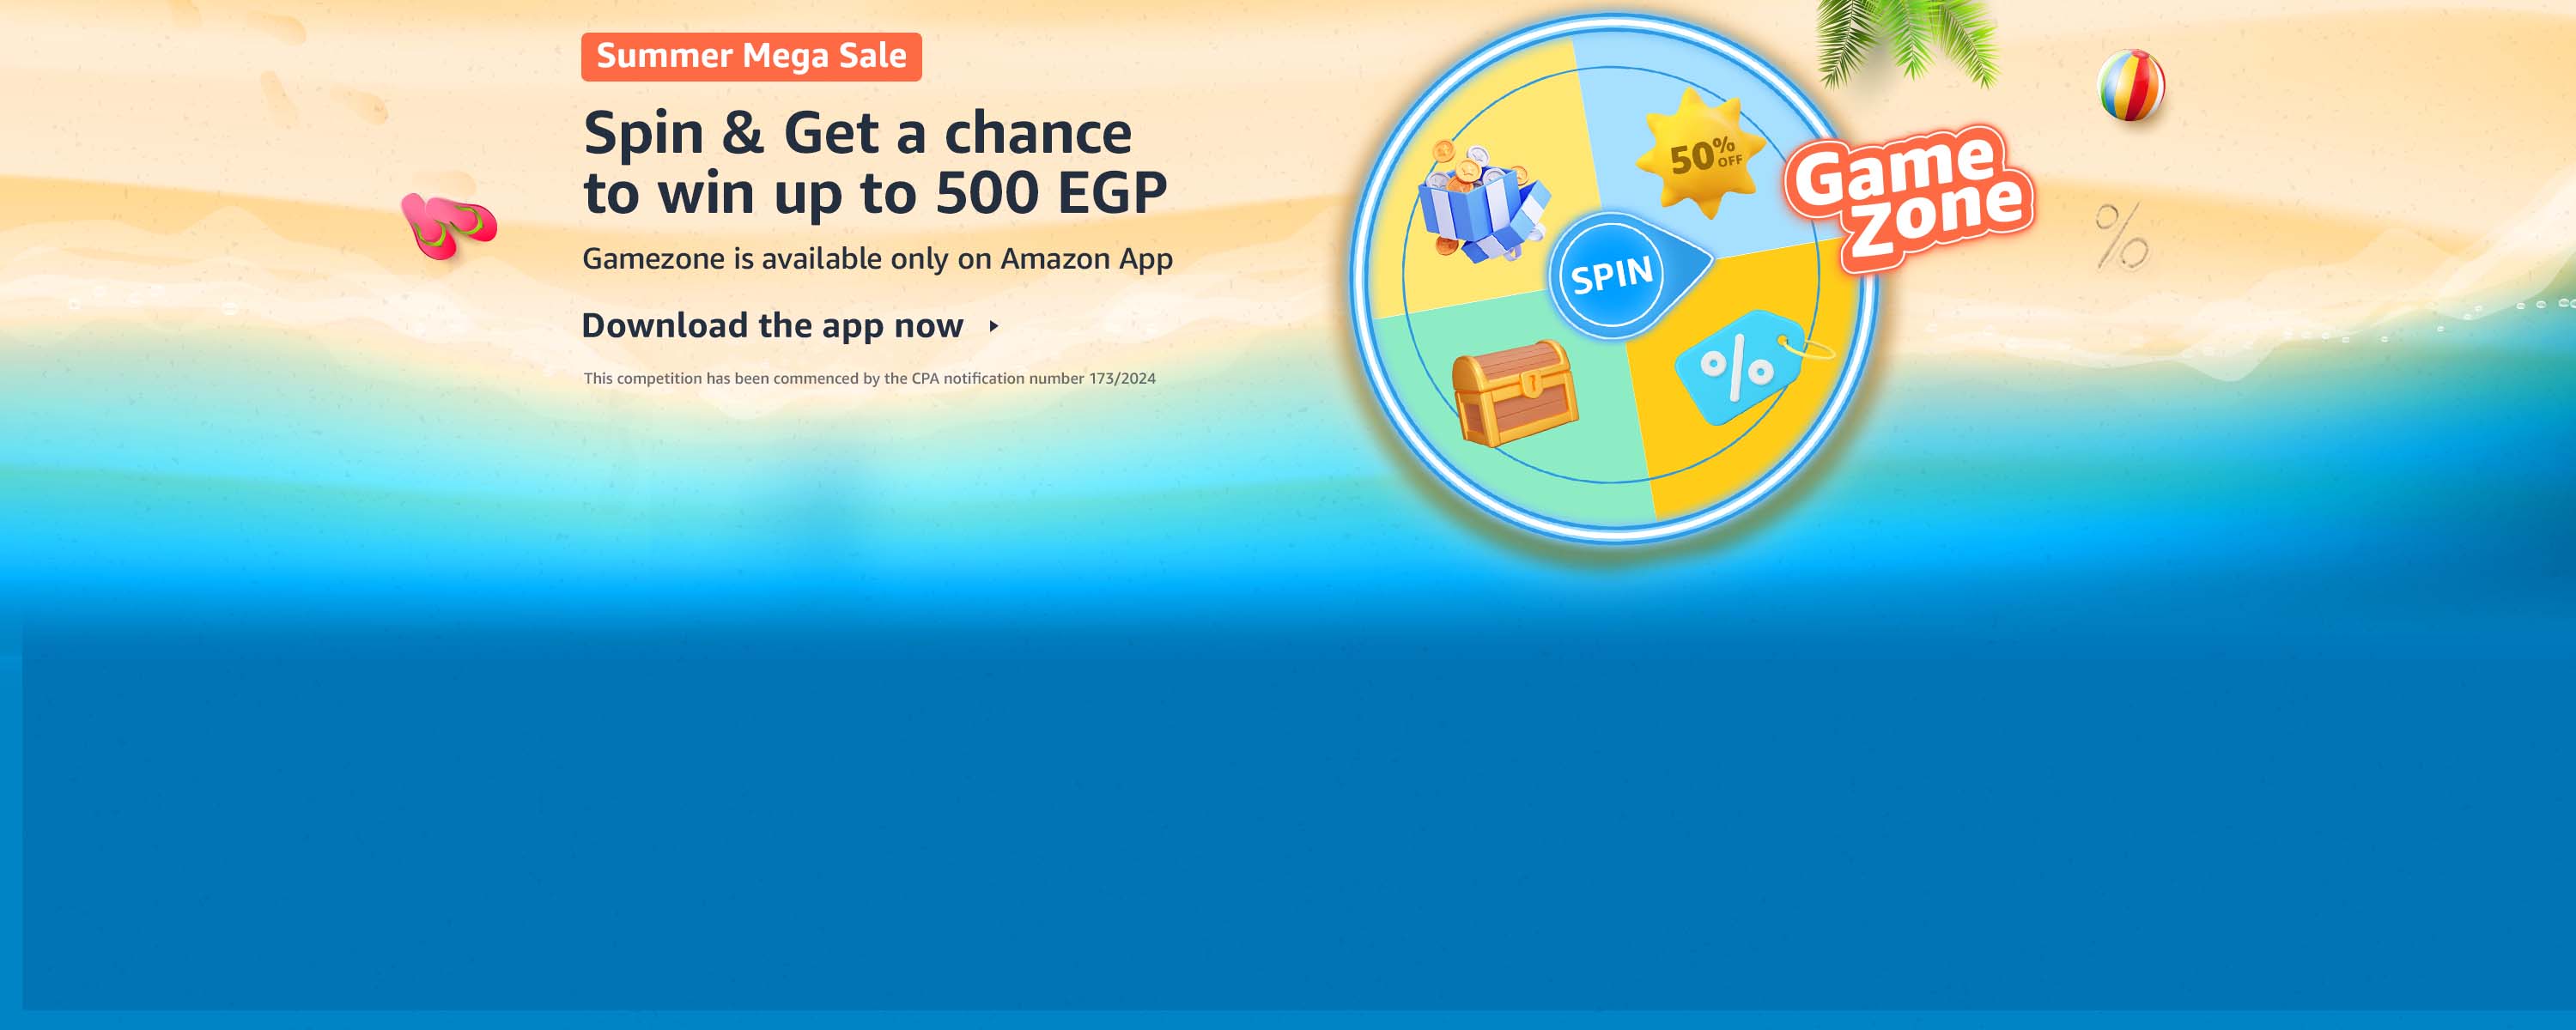 Summer Mega Sale
Spin & Get a chance
to win up to 500 EGP
Gamezone is available only on Amazon App
Download the app now
This competition has been commenced by the CPA notification number 173/2024
50% OFF
SPIN
%
Game
zone
%